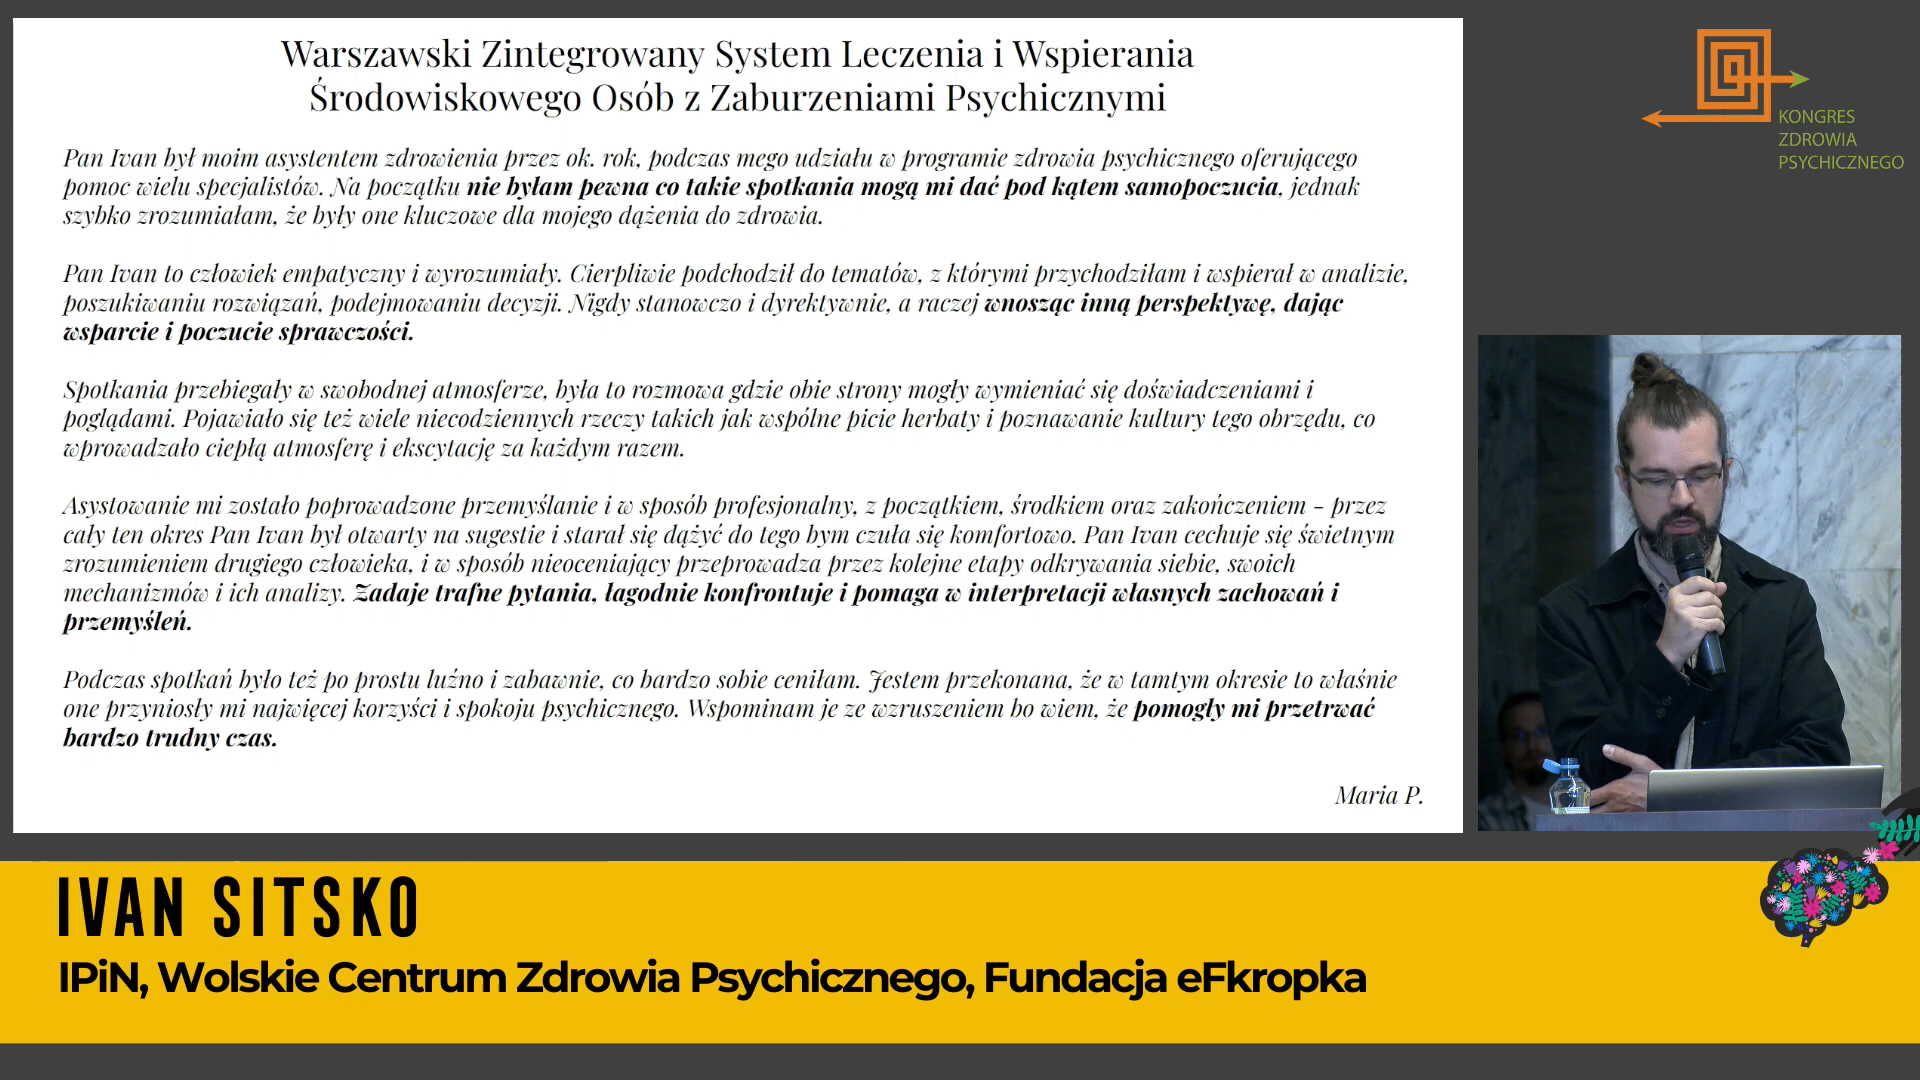 Warszawski Zintegrowany System Leczenia i Wspierania
Środowiskowego Osób z Zaburzeniami Psychicznymi
Pan Ivan był moim asystentem zdrowienia przez ok. rok, podczas mego udziału w programie zdrowia psychicznego oferującego
pomoc wielu specjalistów. Na początku nie byłam pewna co takie spotkania mogą mi dać pod kątem samopoczucia, jednak
szybko zrozumiałam, że były one kluczowe dla mojego dążenia do zdrowia.
Pan Ivan to człowiek empatyczny i wyrozumiały. Cierpliwie podchodził do tematów, z którymi przychodziłam i wspierał w analizie,
poszukiwaniu rozwiązań, podejmowaniu decyzji. Nigdy stanowczo i dyrektywnie, a raczej wnosząc inną perspektywę, dając
wsparcie i poczucie sprawczości.
Spotkania przebiegały w swobodnej atmosferze, była to rozmowa gdzie obie strony mogły wymieniać się doświadczeniami i
poglądami. Pojawiało się też wiele niecodziennych rzeczy takich jak wspólne picie herbaty i poznawanie kultury tego obrzędu, co
wprowadzało ciepłą atmosferę i ekscytację za każdym razem.
Asystowanie mi zostało poprowadzone przemyślanie i w sposób profesjonalny, z początkiem, środkiem oraz zakończeniem - przez
cały ten okres Pan Ivan był otwarty na sugestie i starał się dążyć do tego bym czuła się komfortowo. Pan Ivan cechuje się świetnym
zrozumieniem drugiego człowieka, i w sposób nieoceniający przeprowadza przez kolejne etapy odkrywania siebie, swoich
mechanizmów i ich analizy. Zadaje trafne pytania, łagodnie konfrontuje i pomaga w interpretacji własnych zachowań i
przemyśleń.
Podczas spotkań było też po prostu luźno i zabawnie, co bardzo sobie ceniłam. Jestem przekonana, że w tamtym okresie to właśnie
one przyniosły mi najwięcej korzyści i spokoju psychicznego. Wspominam je ze wzruszeniem bo wiem, że pomogły mi przetrwać
bardzo trudny czas.
Maria P.
KONGRES
ZDROWIA
PSYCHICZNEGO
IVAN SITSKO
IPiN, Wolskie Centrum Zdrowia Psychicznego, Fundacja eFkropka